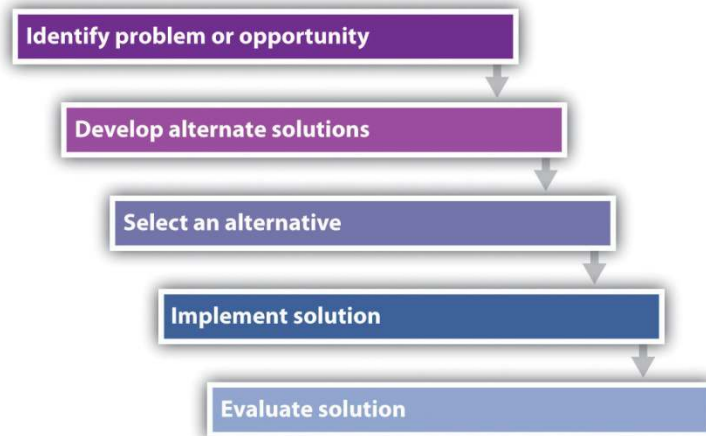 Identify problem or opportunity
Develop alternate solutions
Select an alternative
Implement solution
Evaluate solution